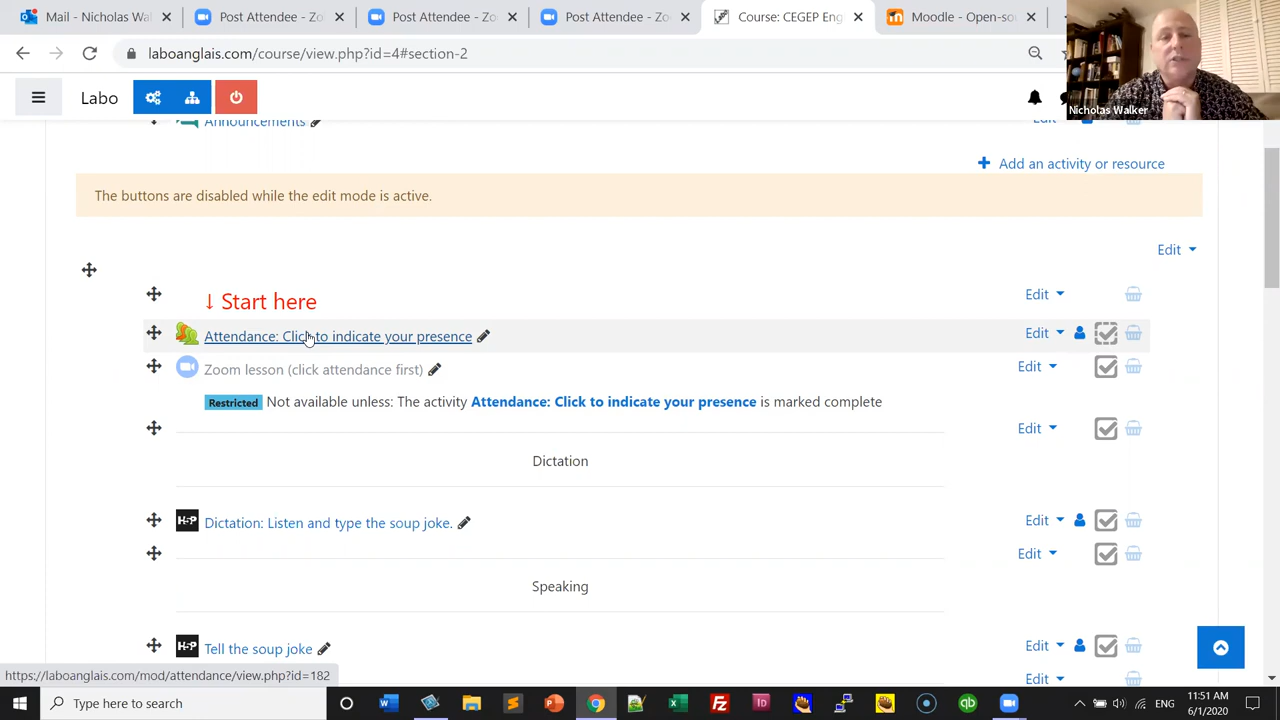 Mail - Nicholas W
Post Attendee - Zo
Post Attendee - Zo
Course: CEGEP Eng
Moodle - Open-so
laboanglais.com/course/view.php?id=4#section-2
Labo
Nicholas Walker
Announcements
Edit
+ Add an activity or resource
The buttons are disabled while the edit mode is active.
Edit
↓ Start here
Edit
Attendance: Click to indicate your presence
Edit
Zoom lesson (click attendance first)
Edit
Restricted Not available unless: The activity Attendance: Click to indicate your presence is marked complete
Edit
Dictation
H-P Dictation: Listen and type the soup joke.
Edit
Edit
Speaking
H-P Tell the soup joke
Edit
Edit
https://laboanglais.com/mod/attendance/view.php?id=182
Type here to search
ENG
11:51 AM
6/1/2020